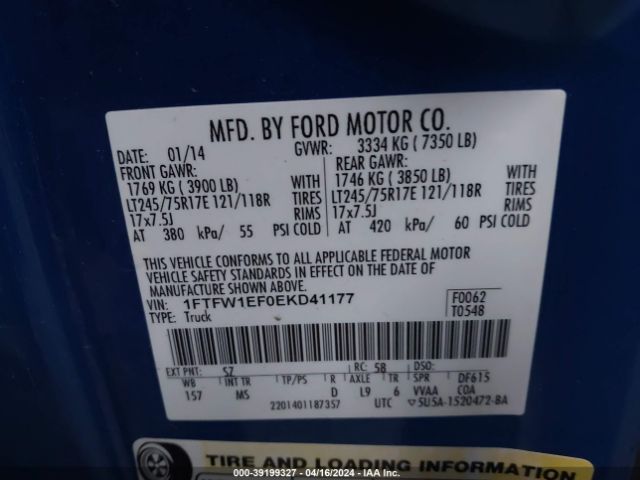 MFD. BY FORD MOTOR CO.
DATE: 01/14 GVWR: 3334 KG ( 7350 LB)
FRONT GAWR: REAR GAWR:
1769 KG ( 3900 LB) 1746 KG ( 3850 LB)
LT245/75R17E 121/118R TIRES LT245/75R17E 121/118R TIRES
17x7.5J RIMS 17x7.5J RIMS
AT 380 kPa/ 55 PSI COLD AT 420 kPa/ 60 PSI COLD
THIS VEHICLE CONFORMS TO ALL APPLICABLE FEDERAL MOTOR
VEHICLE SAFETY STANDARDS IN EFFECT ON THE DATE OF
MANUFACTURE SHOWN ABOVE.
VIN: 1FTFW1EF0EKD41177 F0062
TYPE: Truck T0548
EXT PNT: SZ RC: 58 DSO:
WB INT TR TP/PS R AXLE TR SPR DF615
157 MS D L9 6 VVAA COA
2201401187357 UTC 5U5A-1520472-BA
TIRE AND LOADING INFORMATION
000-39199327 - 04/16/2024 - IAA Inc.